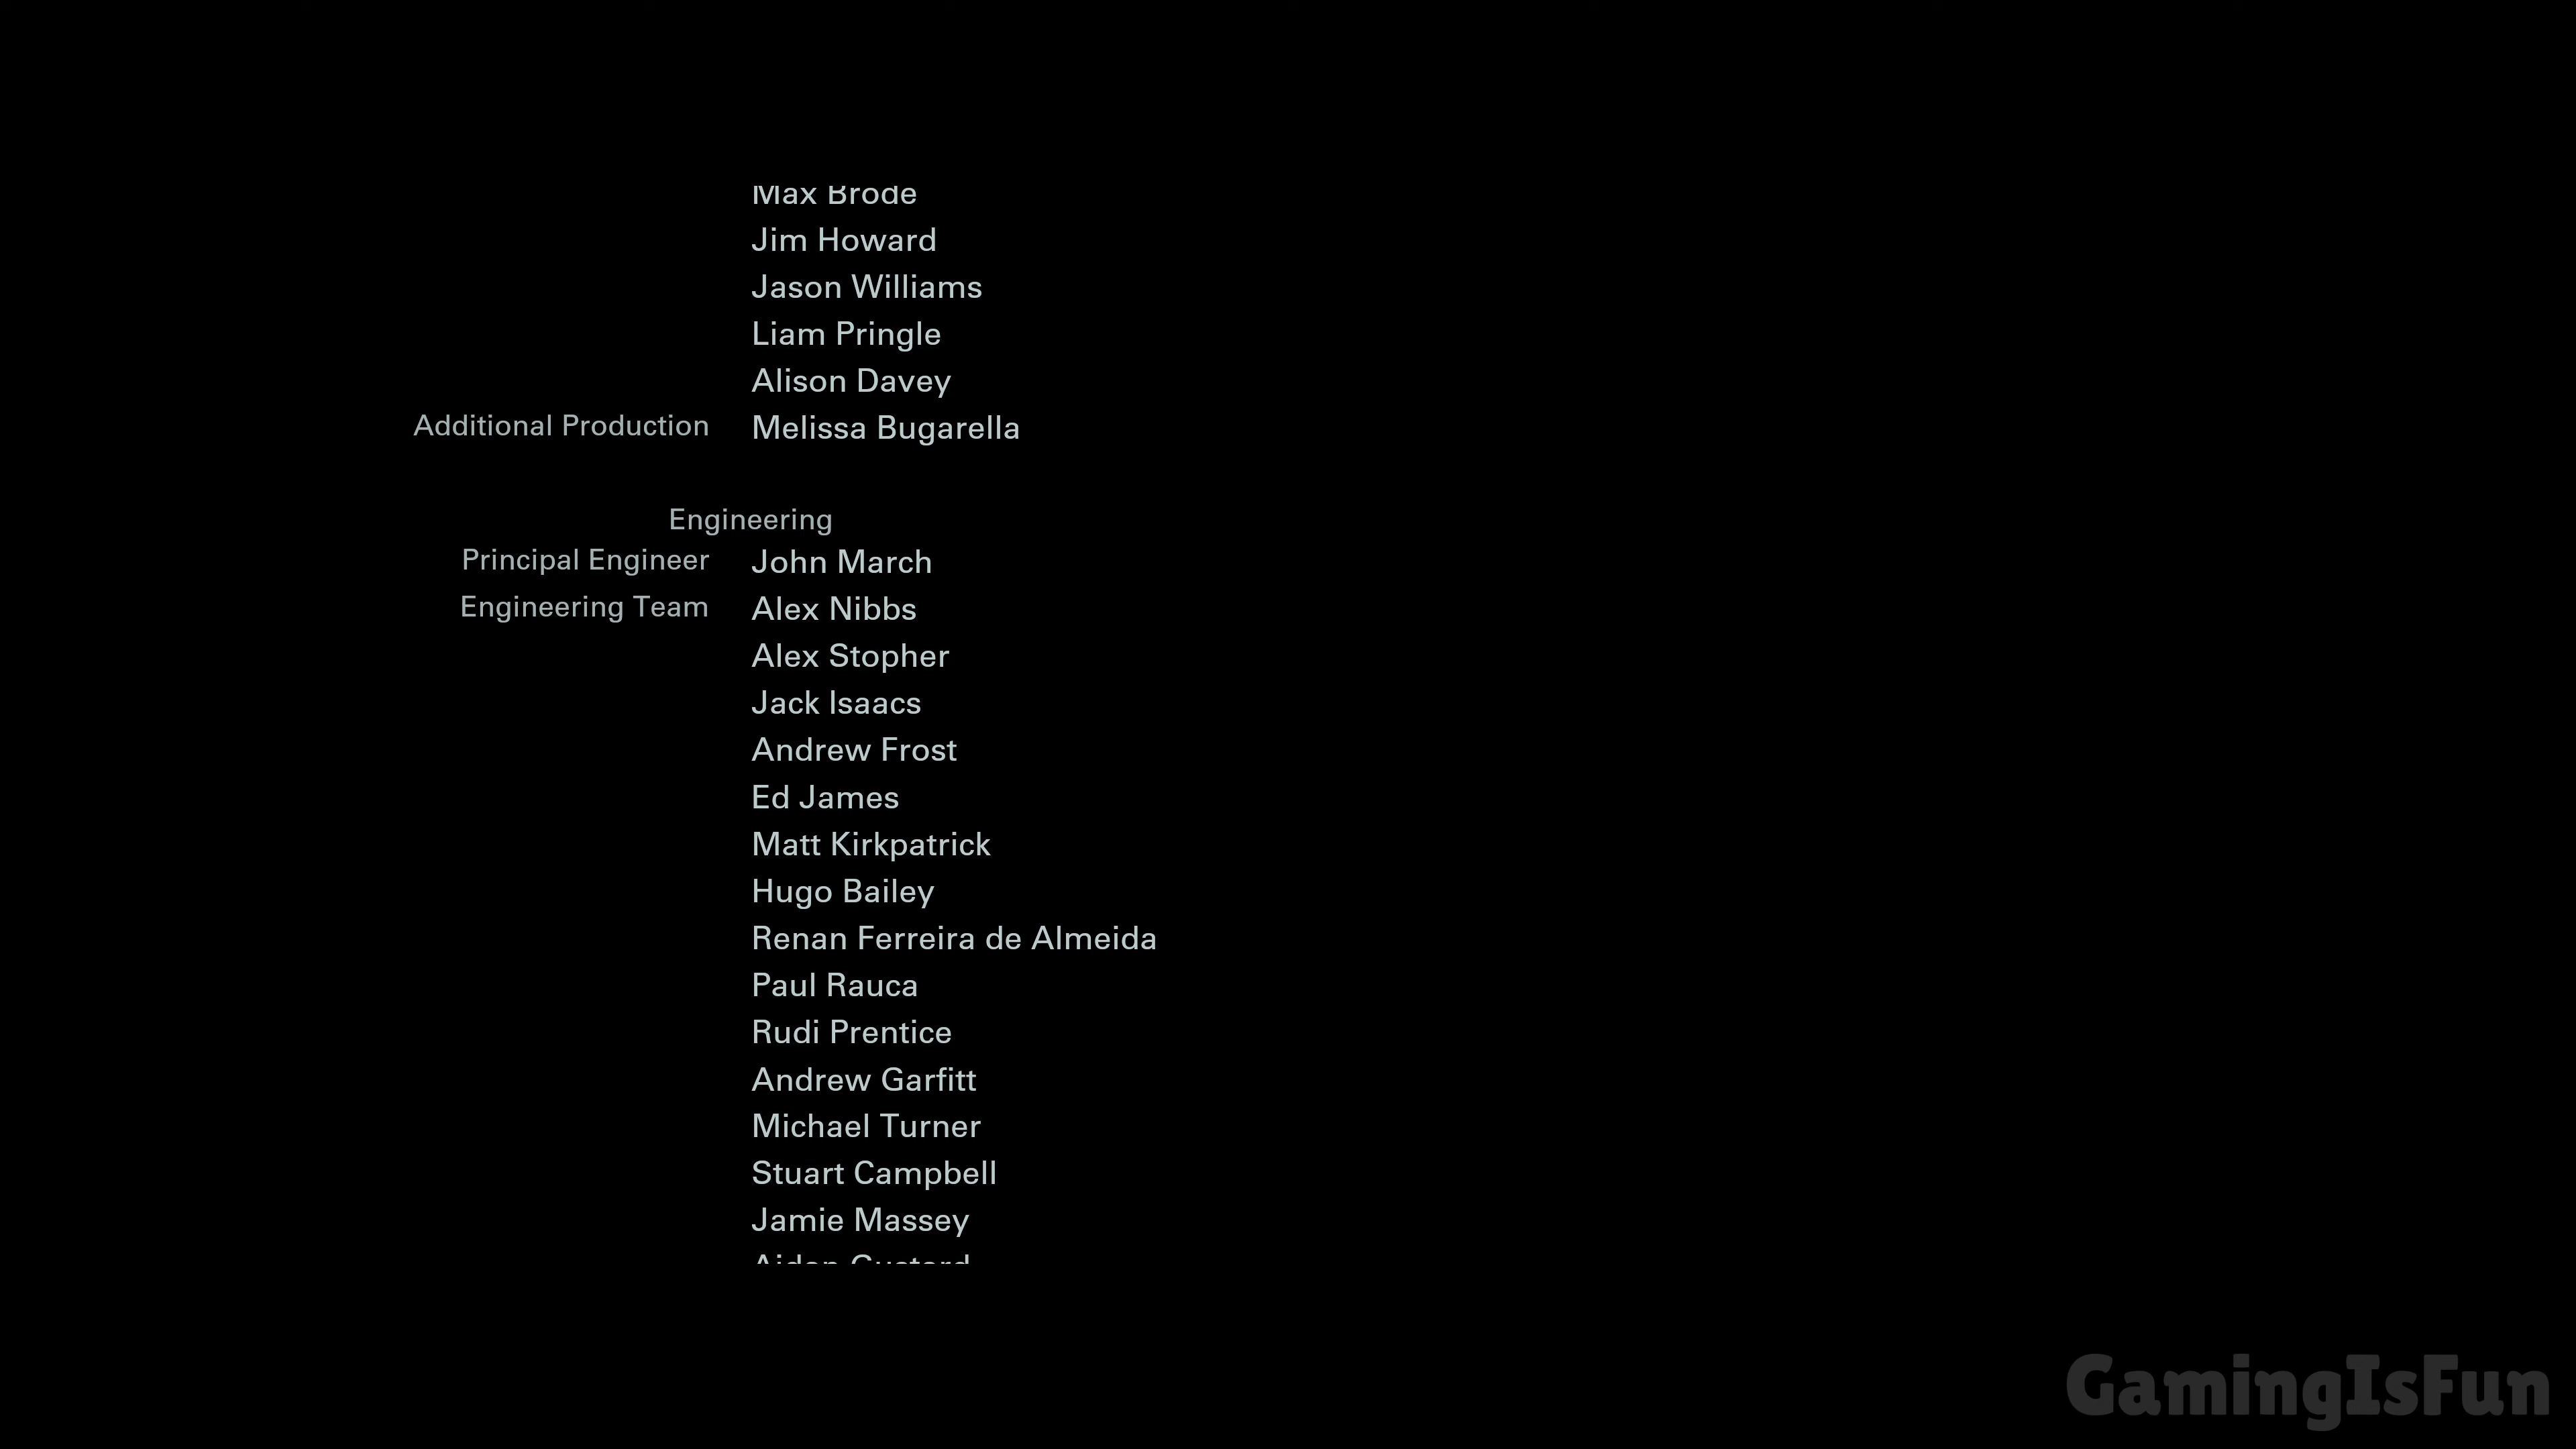 Max Brode
Jim Howard
Jason Williams
Liam Pringle
Alison Davey
Additional Production Melissa Bugarella
Engineering
Principal Engineer John March
Engineering Team Alex Nibbs
Alex Stopher
Jack Isaacs
Andrew Frost
Ed James
Matt Kirkpatrick
Hugo Bailey
Renan Ferreira de Almeida
Paul Rauca
Rudi Prentice
Andrew Garfitt
Michael Turner
Stuart Campbell
Jamie Massey
GamingIsFun